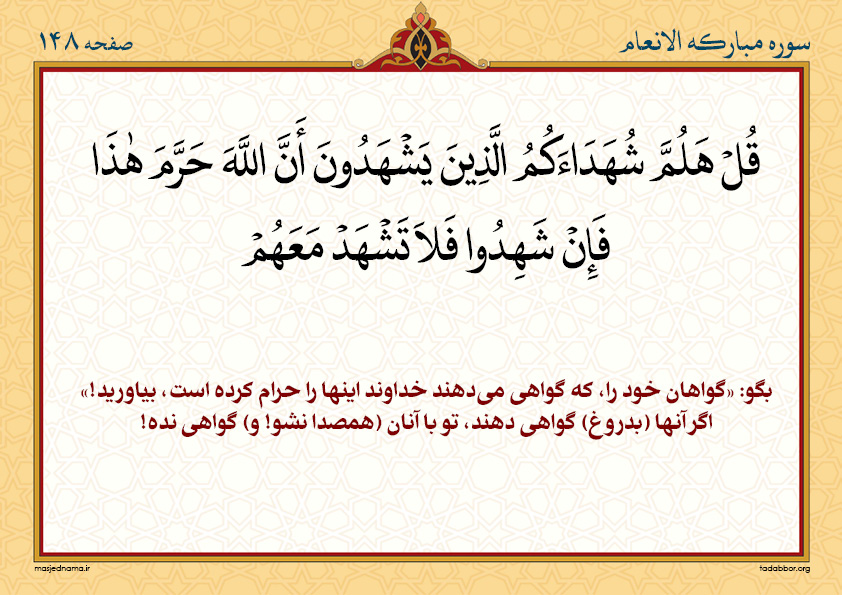 سوره مبارکه الانعام
صفحه ۱۴۸
قُلۡ هَلُمَّ شُهَدَاءَكُمُ الَّذِينَ يَشۡهَدُونَ أَنَّ اللَّهَ حَرَّمَ هٰذَا
فَإِنۡ شَهِدُوا فَلاَ تَشۡهَدۡ مَعَهُمۡ
بگو: «گواهان خود را، که گواهی می‌دهند خداوند اینها را حرام کرده است، بیاورید!»
اگر آنها (بدروغ) گواهی دهند، تو با آنان (همصدا نشو! و) گواهی نده!
masjednama.ir
tadabbor.org